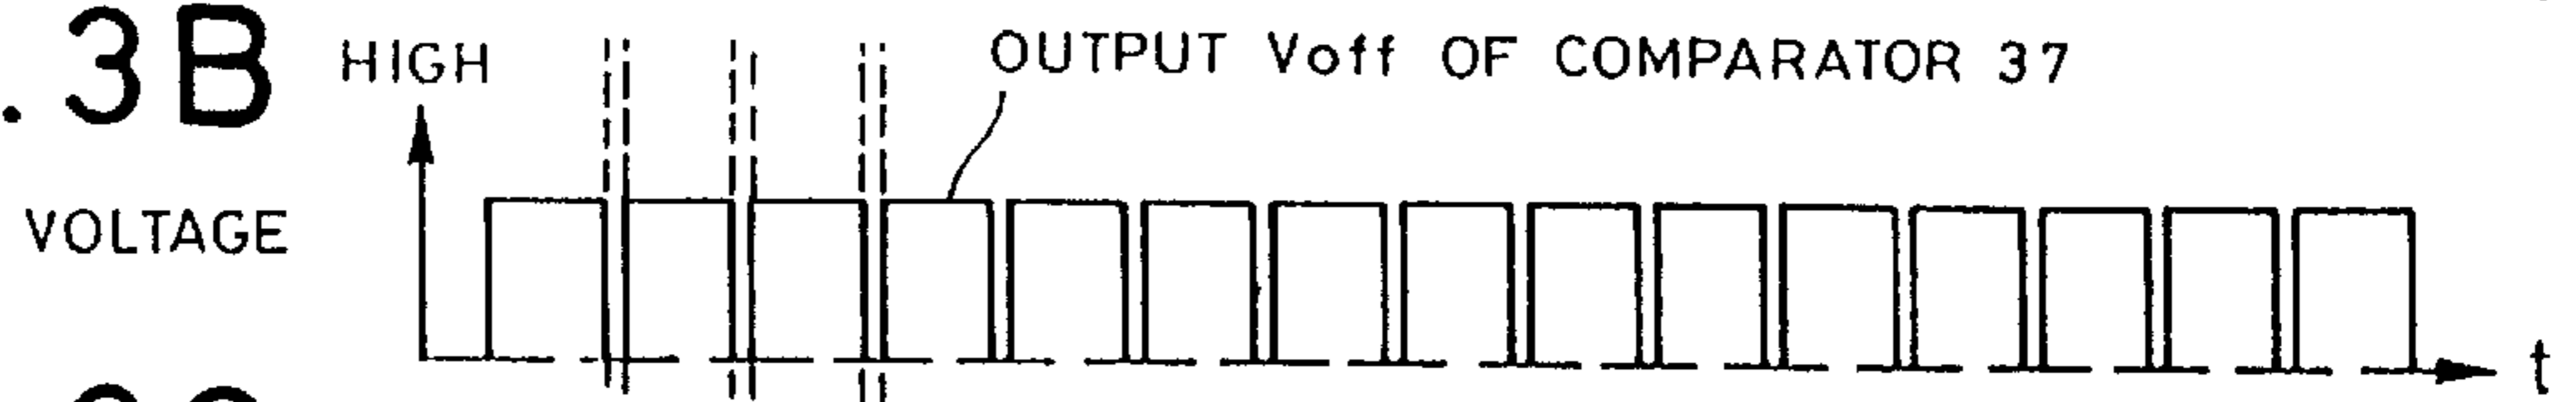 .3B
HIGH
OUTPUT Voff OF COMPARATOR 37
VOLTAGE
t